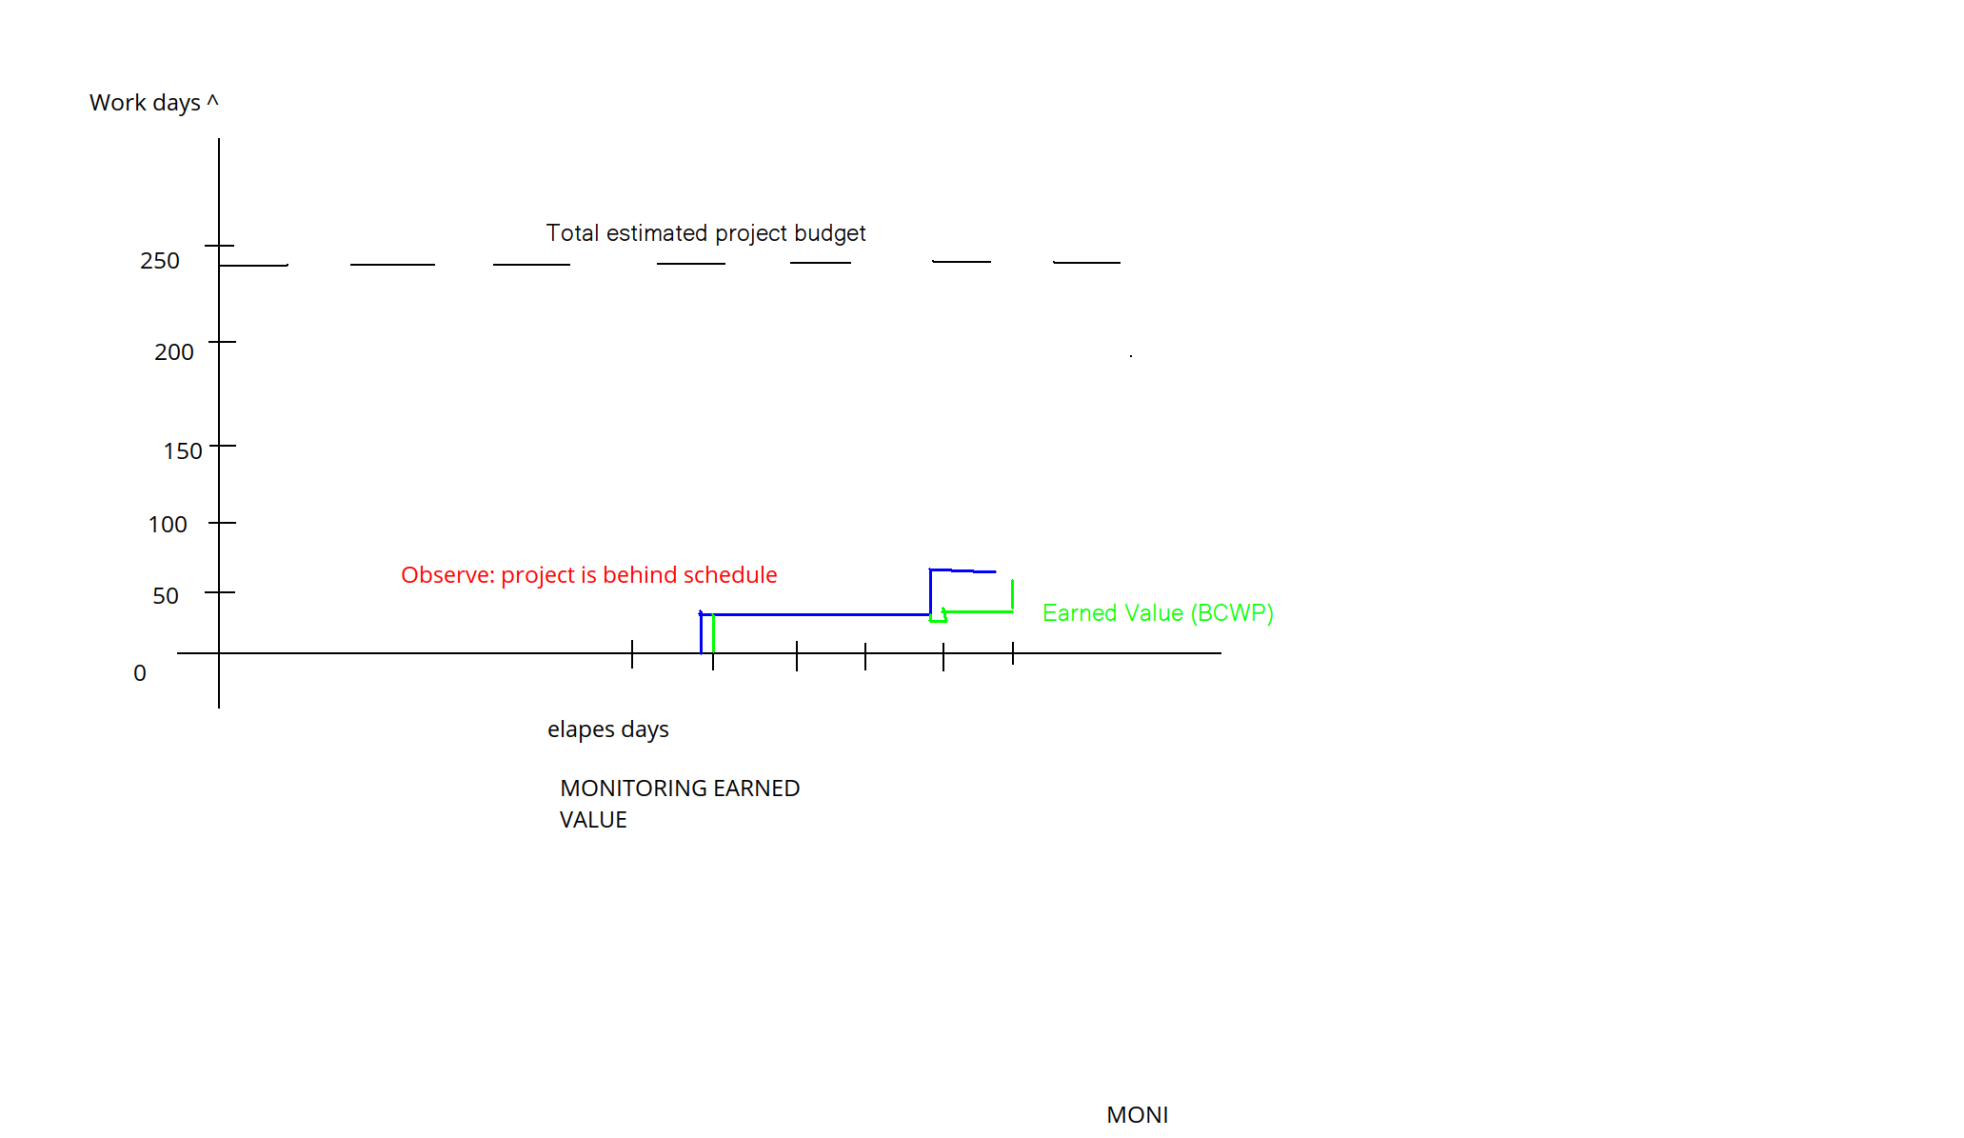 Work days ^
Total estimated project budget
250
200
150
100
Observe: project is behind schedule
50
Earned Value (BCWP)
0
elapes days
MONITORING EARNED
VALUE
MONI